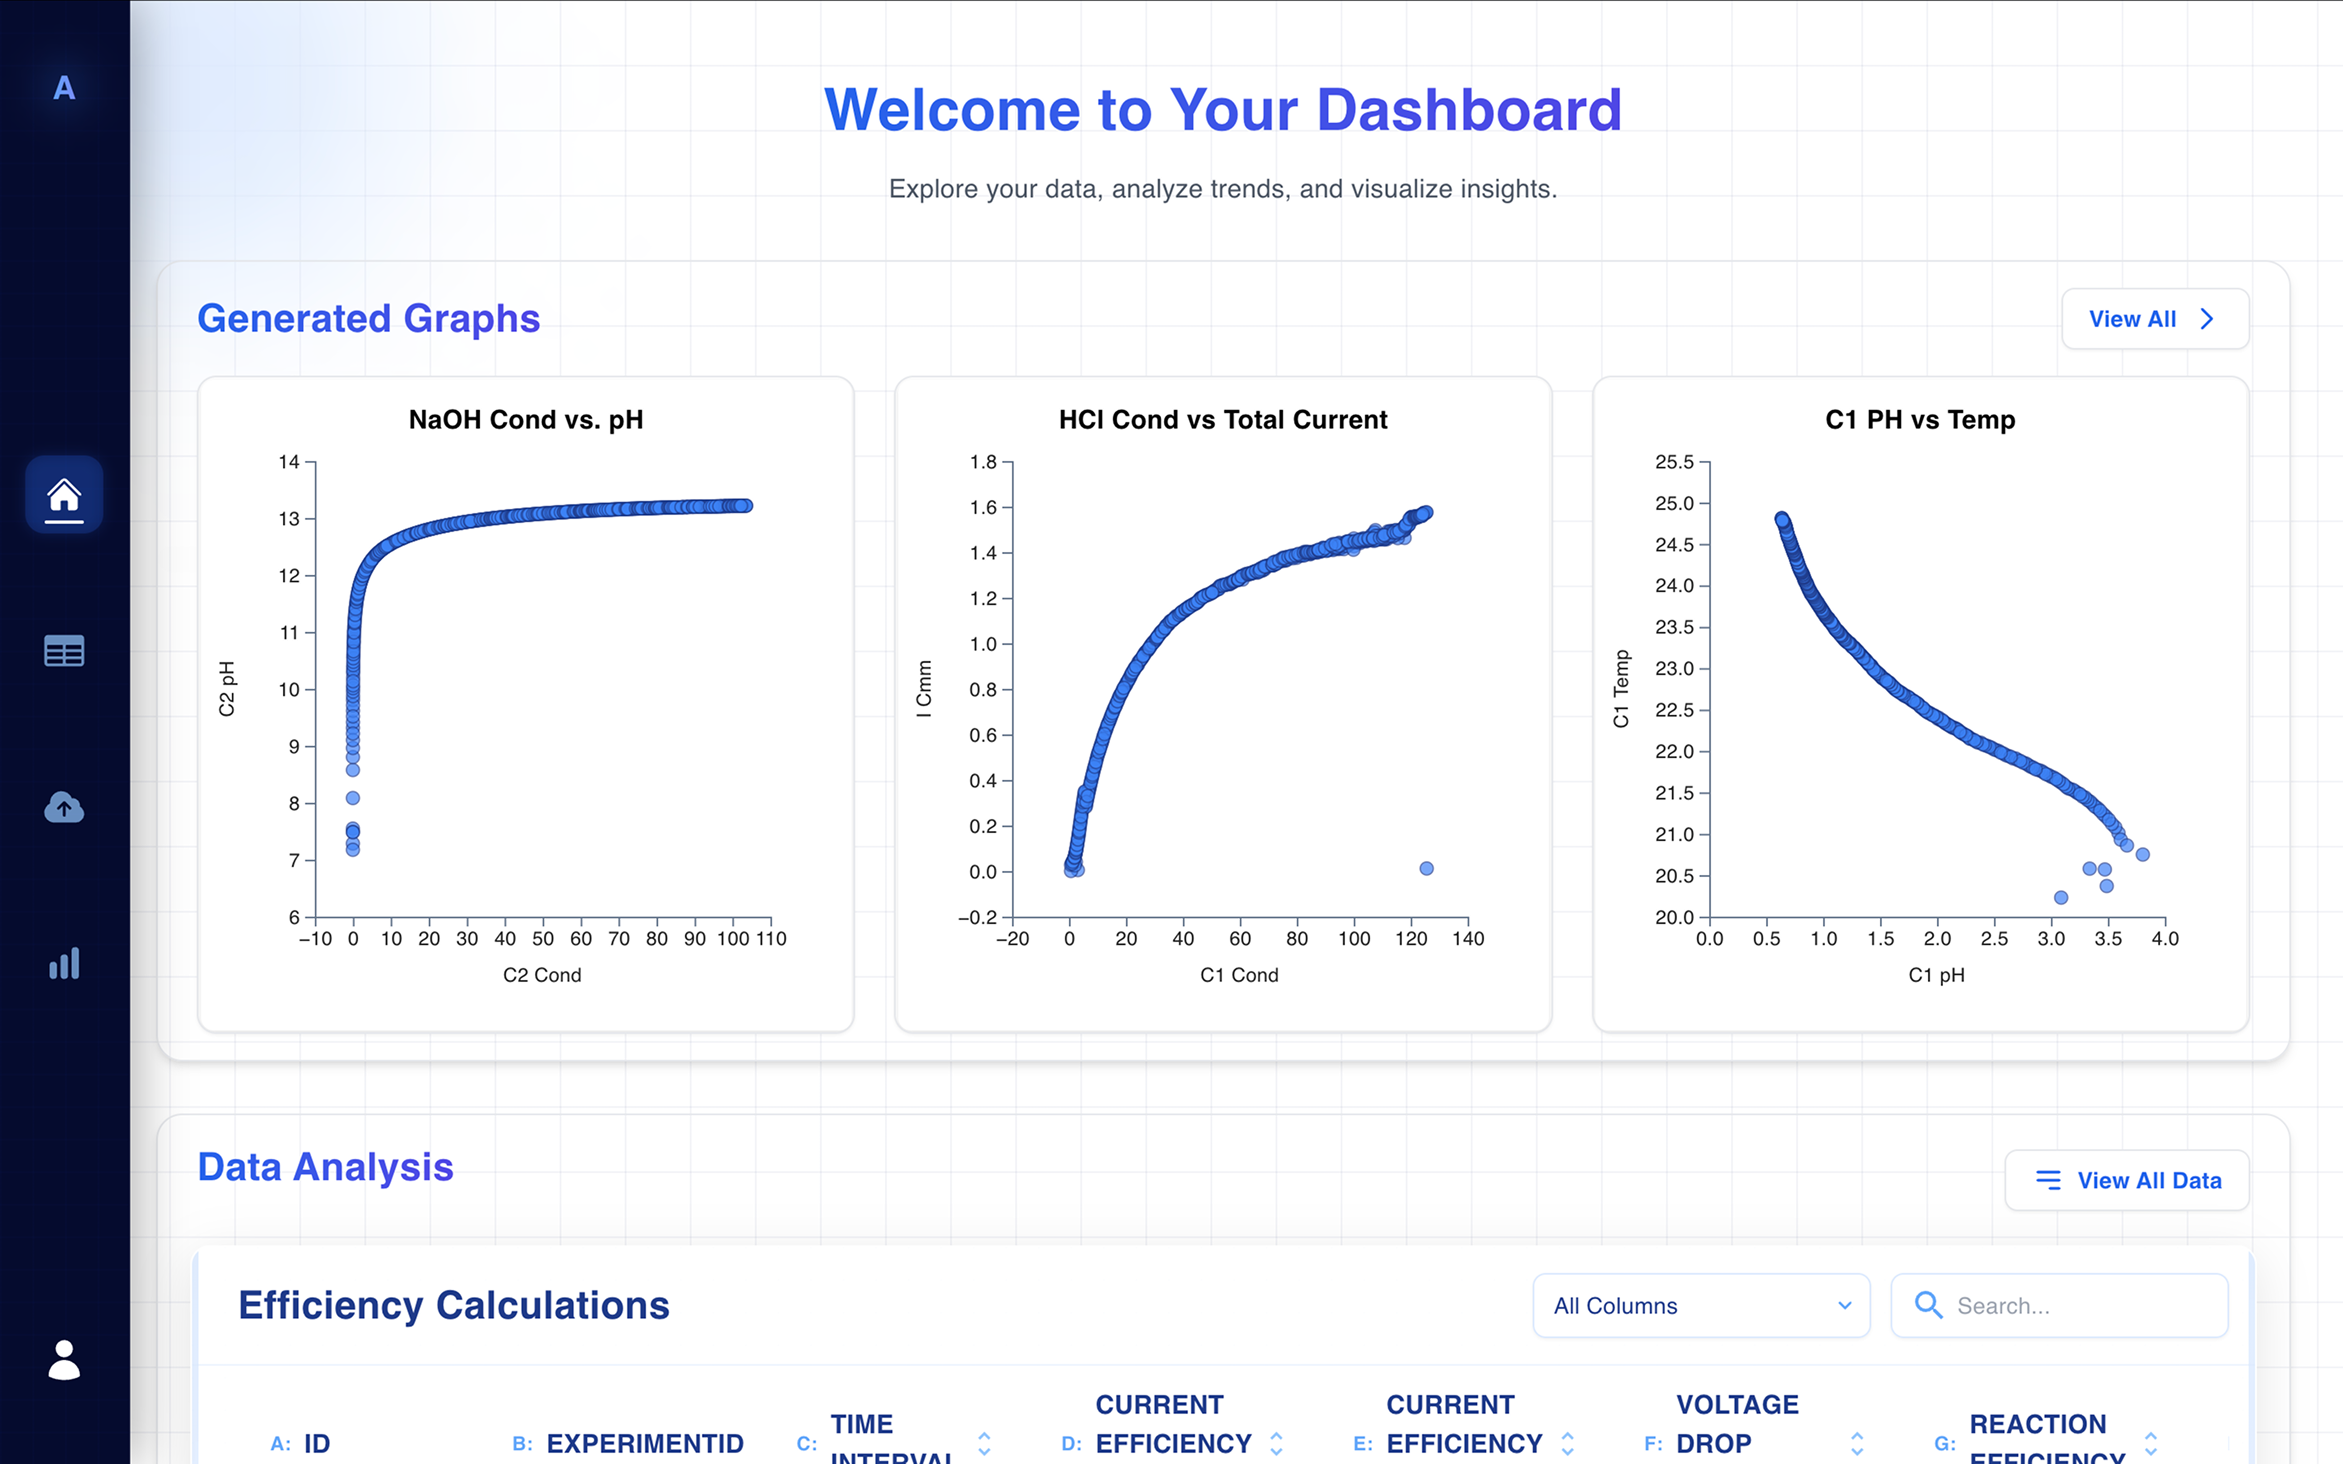 A
Welcome to Your Dashboard
Explore your data, analyze trends, and visualize insights.
Generated Graphs
View All
NaOH Cond vs. pH
14
13
12
11
10
9
8
7
6
C2 pH
−10 0 10 20 30 40 50 60 70 80 90 100 110
C2 Cond
HCl Cond vs Total Current
1.8
1.6
1.4
1.2
1.0
0.8
0.6
0.4
0.2
0.0
−0.2
I Cmm
−20 0 20 40 60 80 100 120 140
C1 Cond
C1 PH vs Temp
25.5
25.0
24.5
24.0
23.5
23.0
22.5
22.0
21.5
21.0
20.5
20.0
C1 Temp
0.0 0.5 1.0 1.5 2.0 2.5 3.0 3.5 4.0
C1 pH
Data Analysis
View All Data
Efficiency Calculations
All Columns
Search...
A: ID
B: EXPERIMENTID
C: TIME
INTERVAL
D: CURRENT
EFFICIENCY
E: CURRENT
EFFICIENCY
F: VOLTAGE
DROP
G: REACTION
EFFICIENCY